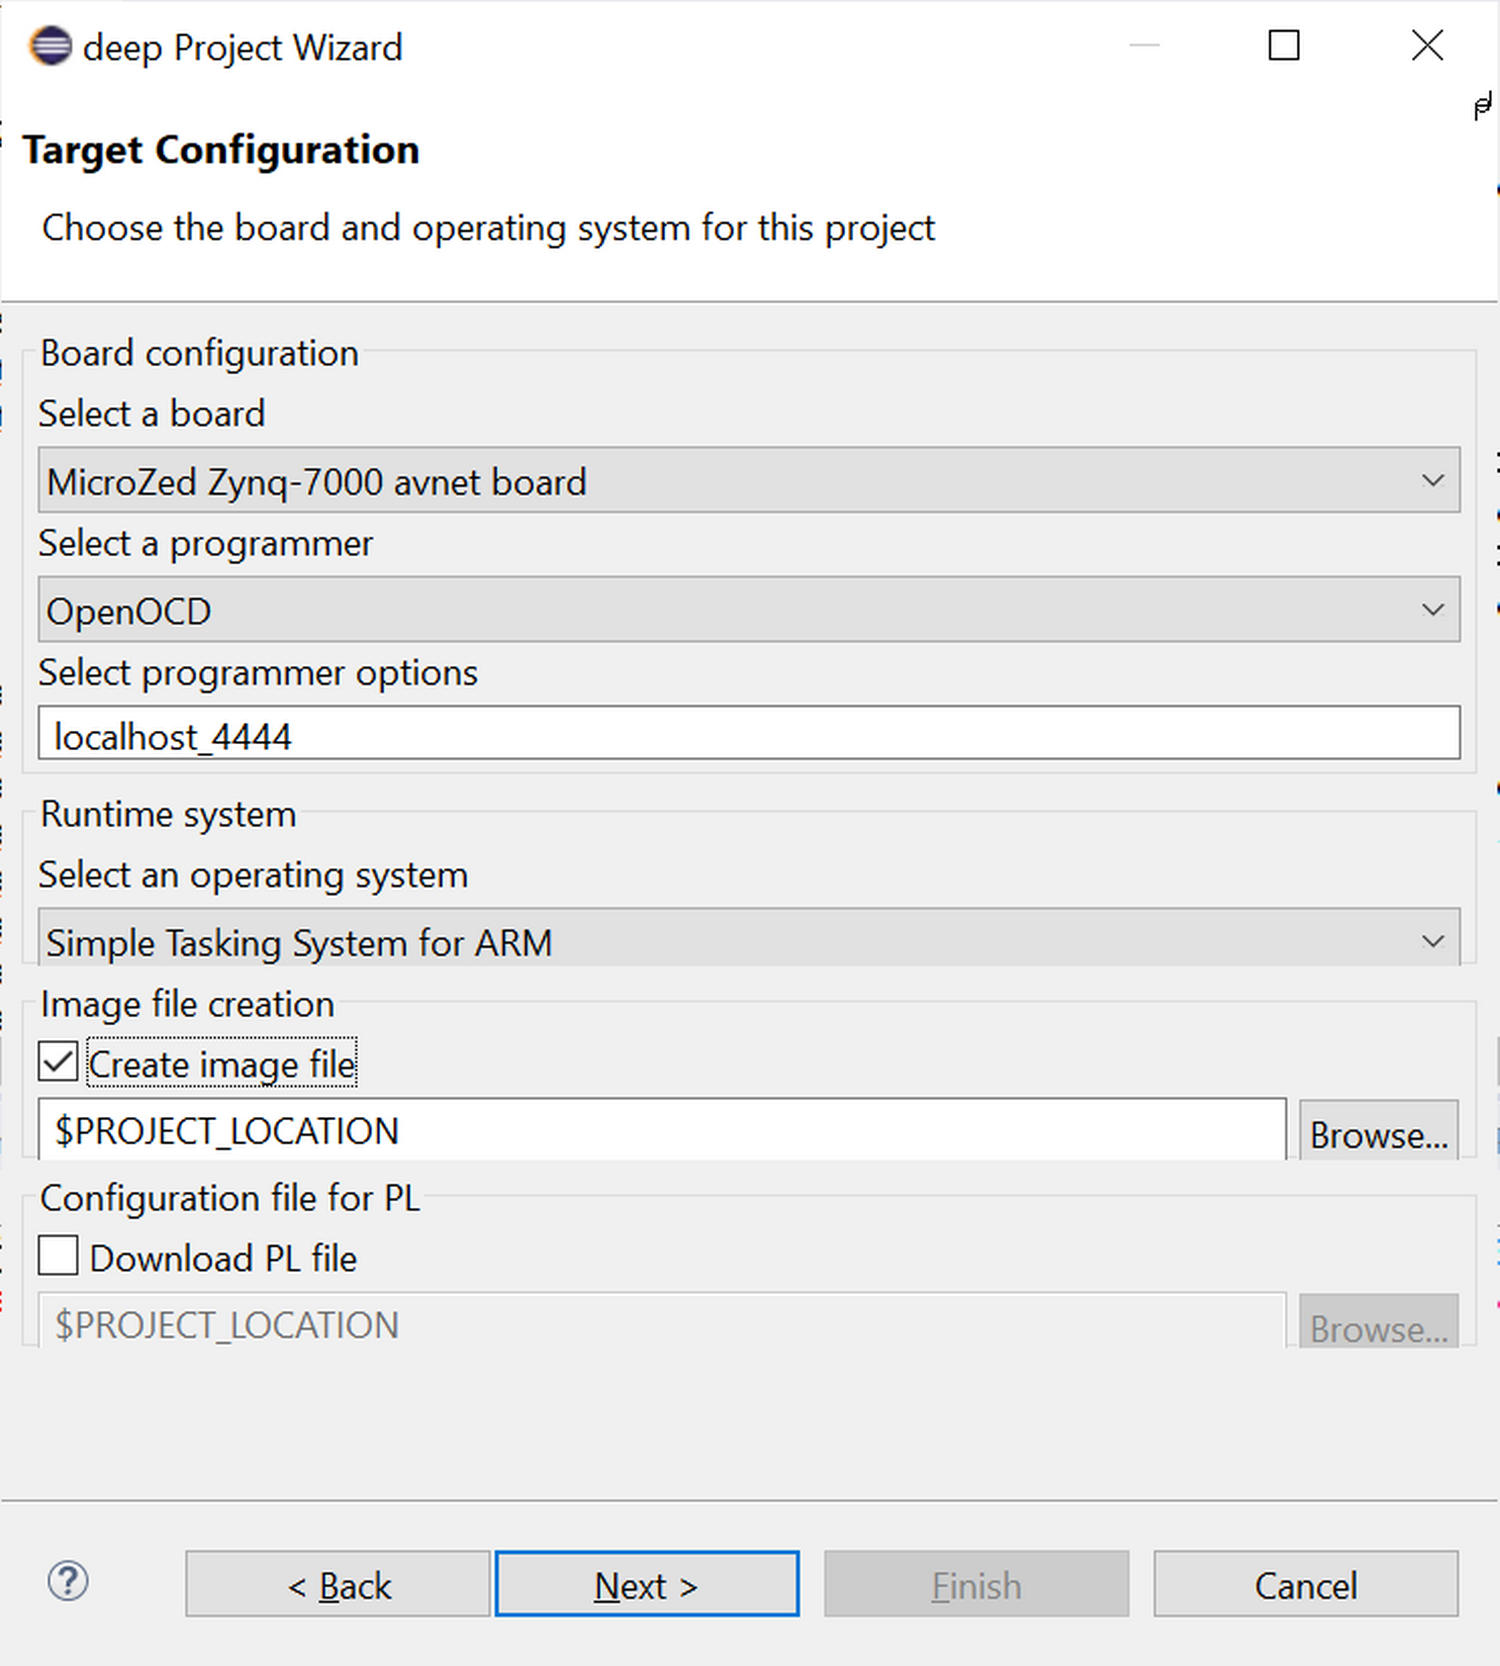 deep Project Wizard
Target Configuration
Choose the board and operating system for this project
Board configuration
Select a board
MicroZed Zynq-7000 avnet board
Select a programmer
OpenOCD
Select programmer options
localhost_4444
Runtime system
Select an operating system
Simple Tasking System for ARM
Image file creation
Create image file
$PROJECT_LOCATION
Browse...
Configuration file for PL
Download PL file
$PROJECT_LOCATION
Browse...
? < Back Next > Finish Cancel